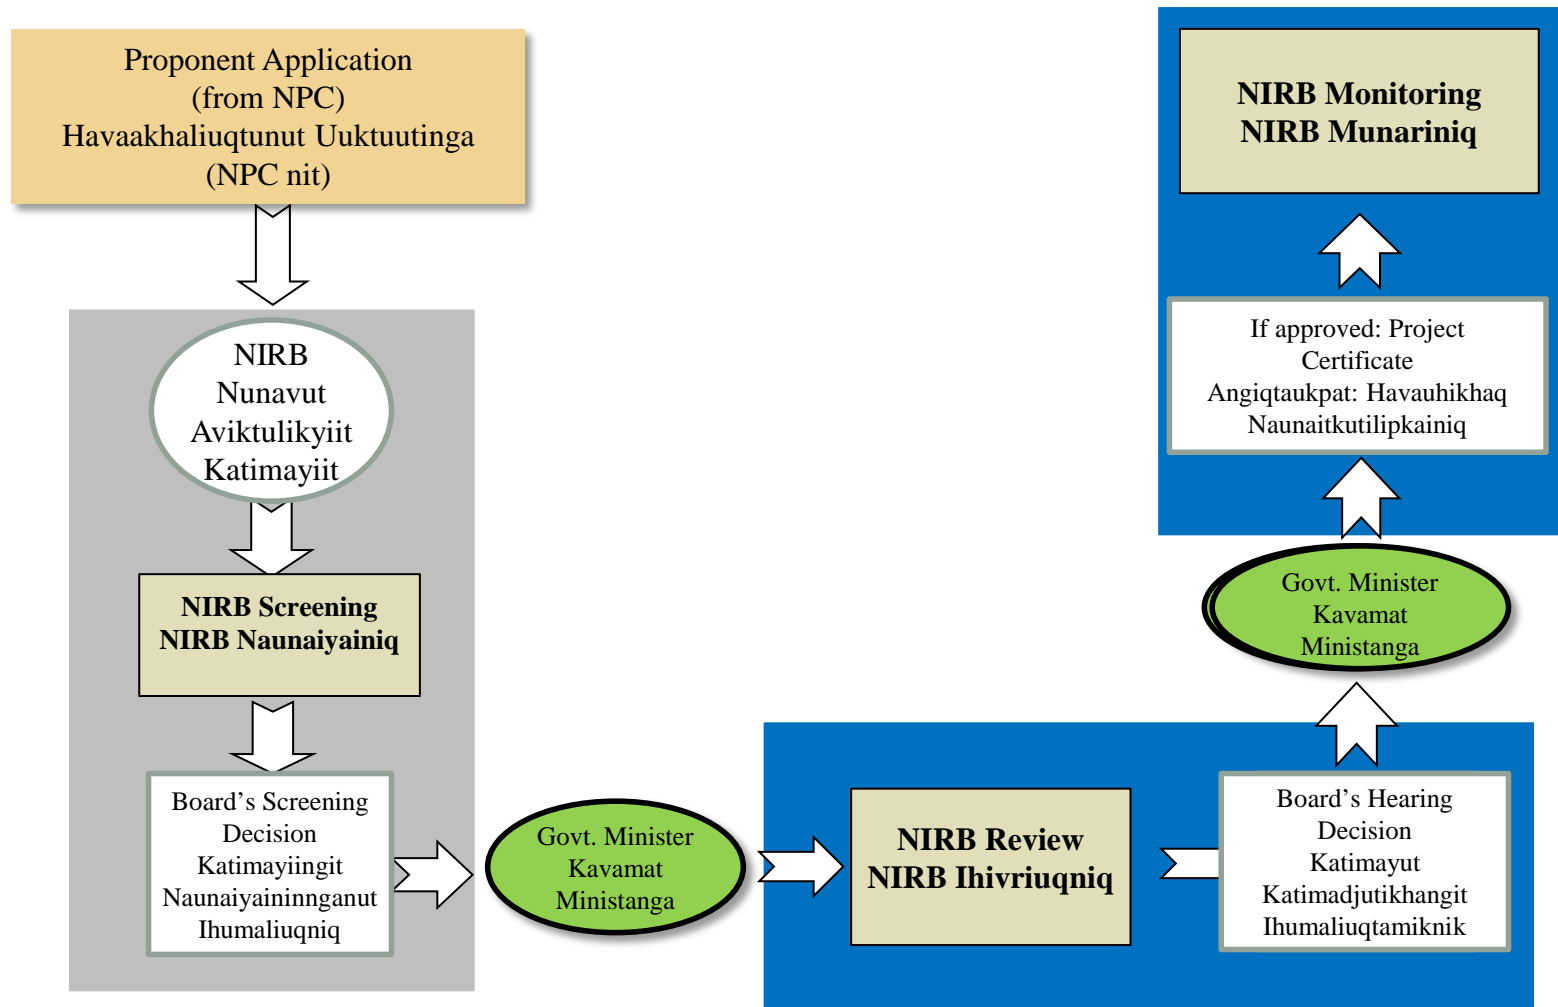 Proponent Application
(from NPC)
Havaakhaliuqtunut Uuktuutinga
(NPC nit)
NIRB
Nunavut
Aviktulikyiit
Katimayiit
NIRB Screening
NIRB Naunaiyainiq
Board’s Screening
Decision
Katimayiingit
Naunaiyaininnganut
Ihumaliuqniq
Govt. Minister
Kavamat
Ministanga
NIRB Review
NIRB Ihivriuqniq
Board’s Hearing
Decision
Katimayut
Katimadjutikhangit
Ihumaliuqtamiknik
Govt. Minister
Kavamat
Ministanga
If approved: Project
Certificate
Angiqtaukpat: Havauhikhaq
Naunaitkutilipkainiq
NIRB Monitoring
NIRB Munariniq